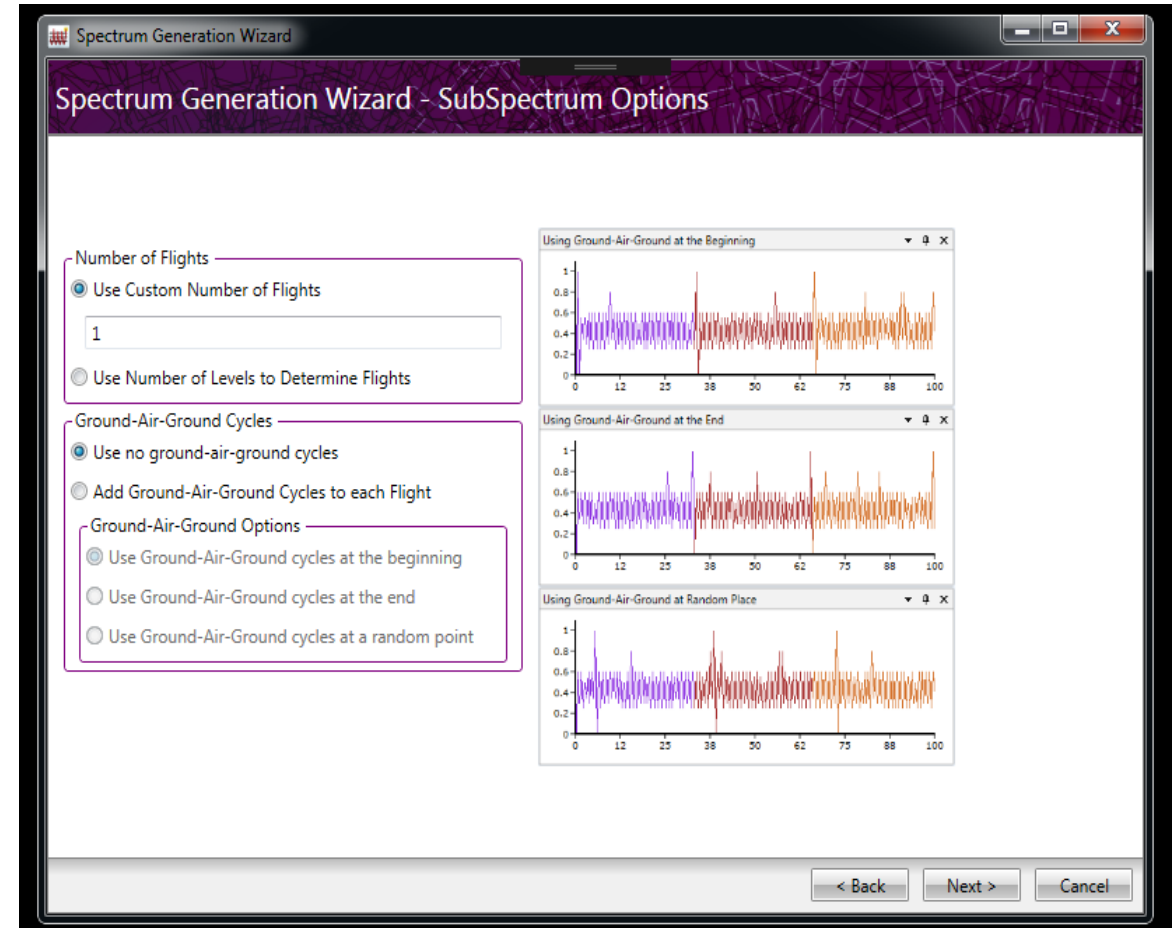 Spectrum Generation Wizard
Spectrum Generation Wizard - SubSpectrum Options
Number of Flights
Use Custom Number of Flights
1
Use Number of Levels to Determine Flights
Ground-Air-Ground Cycles
Use no ground-air-ground cycles
Add Ground-Air-Ground Cycles to each Flight
Ground-Air-Ground Options
Use Ground-Air-Ground cycles at the beginning
Use Ground-Air-Ground cycles at the end
Use Ground-Air-Ground cycles at a random point
Using Ground-Air-Ground at the Beginning
1
0.8
0.6
0.4
0.2
0
0 12 25 38 50 62 75 88 100
Using Ground-Air-Ground at the End
1
0.8
0.6
0.4
0.2
0
0 12 25 38 50 62 75 88 100
Using Ground-Air-Ground at Random Place
1
0.8
0.6
0.4
0.2
0
0 12 25 38 50 62 75 88 100
< Back Next > Cancel